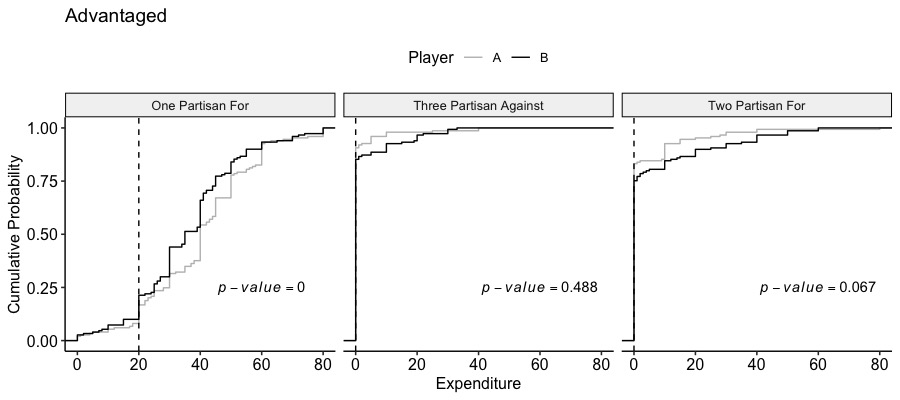 Advantaged
Player A B
One Partisan For
Three Partisan Against
Two Partisan For
Cumulative Probability
1.00
0.75
0.50
0.25
0.00
p − value = 0
p − value = 0.488
p − value = 0.067
0 20 40 60 80
0 20 40 60 80
0 20 40 60 80
Expenditure